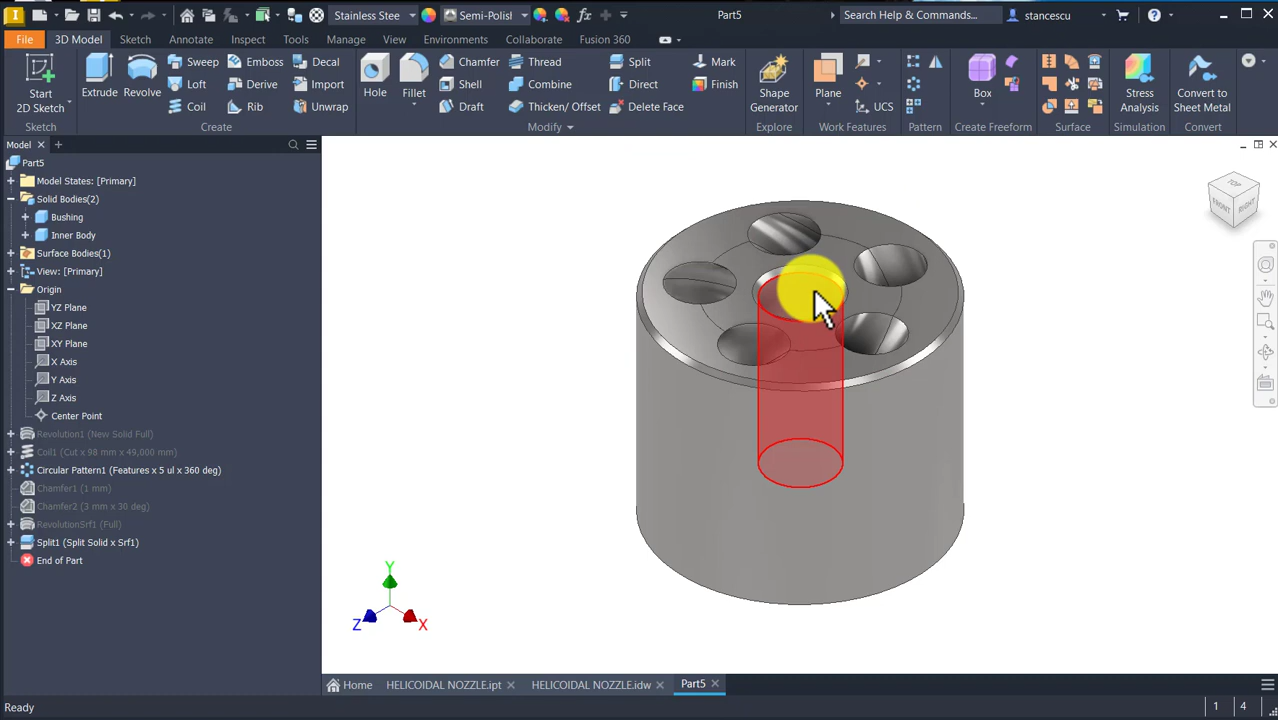 Stainless Stee
Semi-Polisl
fx
Part5
Search Help & Commands...
stancescu
File
3D Model
Sketch
Annotate
Inspect
Tools
Manage
View
Environments
Collaborate
Fusion 360
Start
2D Sketch
Sketch
Extrude
Revolve
Sweep
Loft
Coil
Emboss
Derive
Rib
Decal
Import
Unwrap
Create
Hole
Fillet
Chamfer
Shell
Draft
Thread
Combine
Thicken/ Offset
Split
Direct
Delete Face
Mark
Finish
Modify
Shape
Generator
Explore
Plane
UCS
Work Features
Pattern
Box
Create Freeform
Surface
Stress
Analysis
Simulation
Convert to
Sheet Metal
Convert
Model
Part5
Model States: [Primary]
Solid Bodies(2)
Bushing
Inner Body
Surface Bodies(1)
View: [Primary]
Origin
YZ Plane
XZ Plane
XY Plane
X Axis
Y Axis
Z Axis
Center Point
Revolution1 (New Solid Full)
Coil1 (Cut x 98 mm x 49,000 mm)
Circular Pattern1 (Features x 5 ul x 360 deg)
Chamfer1 (1 mm)
Chamfer2 (3 mm x 30 deg)
RevolutionSrf1 (Full)
Split1 (Split Solid x Srf1)
End of Part
TOP
FRONT
RIGHT
Y
Z
X
Home
HELICOIDAL NOZZLE.ipt
HELICOIDAL NOZZLE.idw
Part5
Ready
1
4